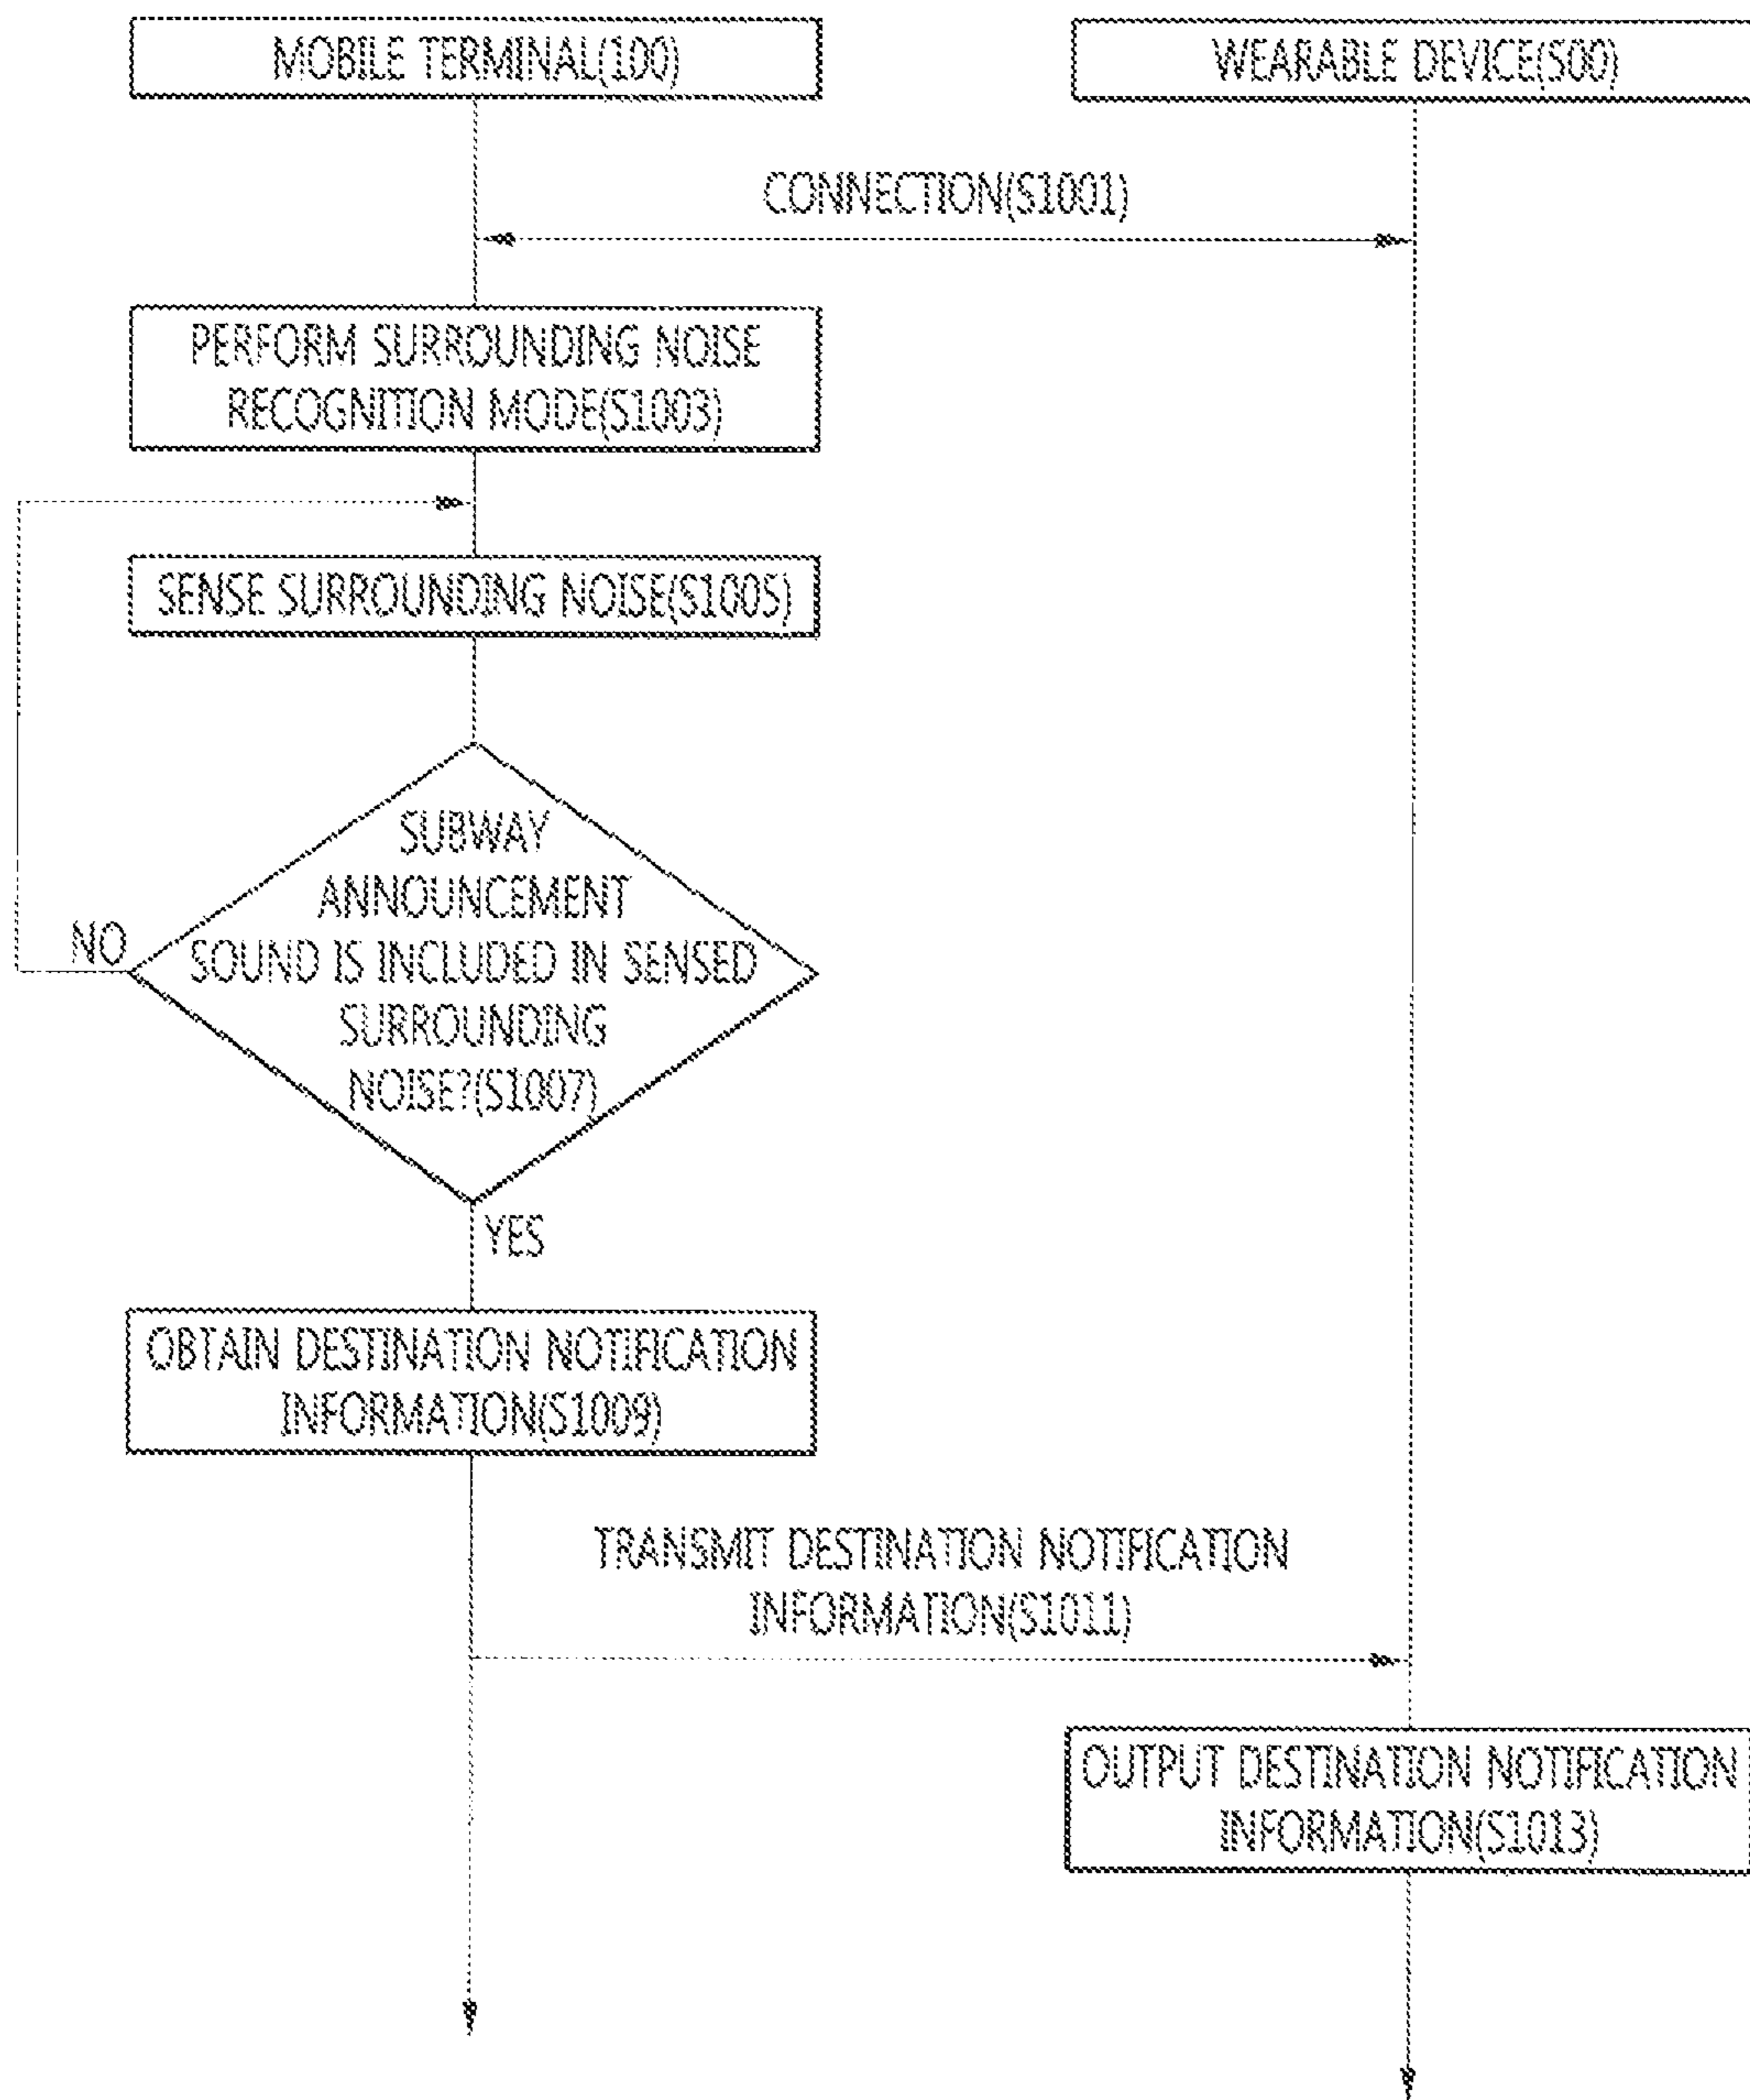 MOBILE TERMINAL(100)
WEARABLE DEVICE(500)
CONNECTION(S1001)
PERFORM SURROUNDING NOISE
RECOGNITION MODE(S1003)
SENSE SURROUNDING NOISE(S1005)
SUBWAY
ANNOUNCEMENT
SOUND IS INCLUDED IN SENSED
SURROUNDING
NOISE?(S1007)
NO
YES
OBTAIN DESTINATION NOTIFICATION
INFORMATION(S1009)
TRANSMIT DESTINATION NOTIFICATION
INFORMATION(S1011)
OUTPUT DESTINATION NOTIFICATION
INFORMATION(S1013)